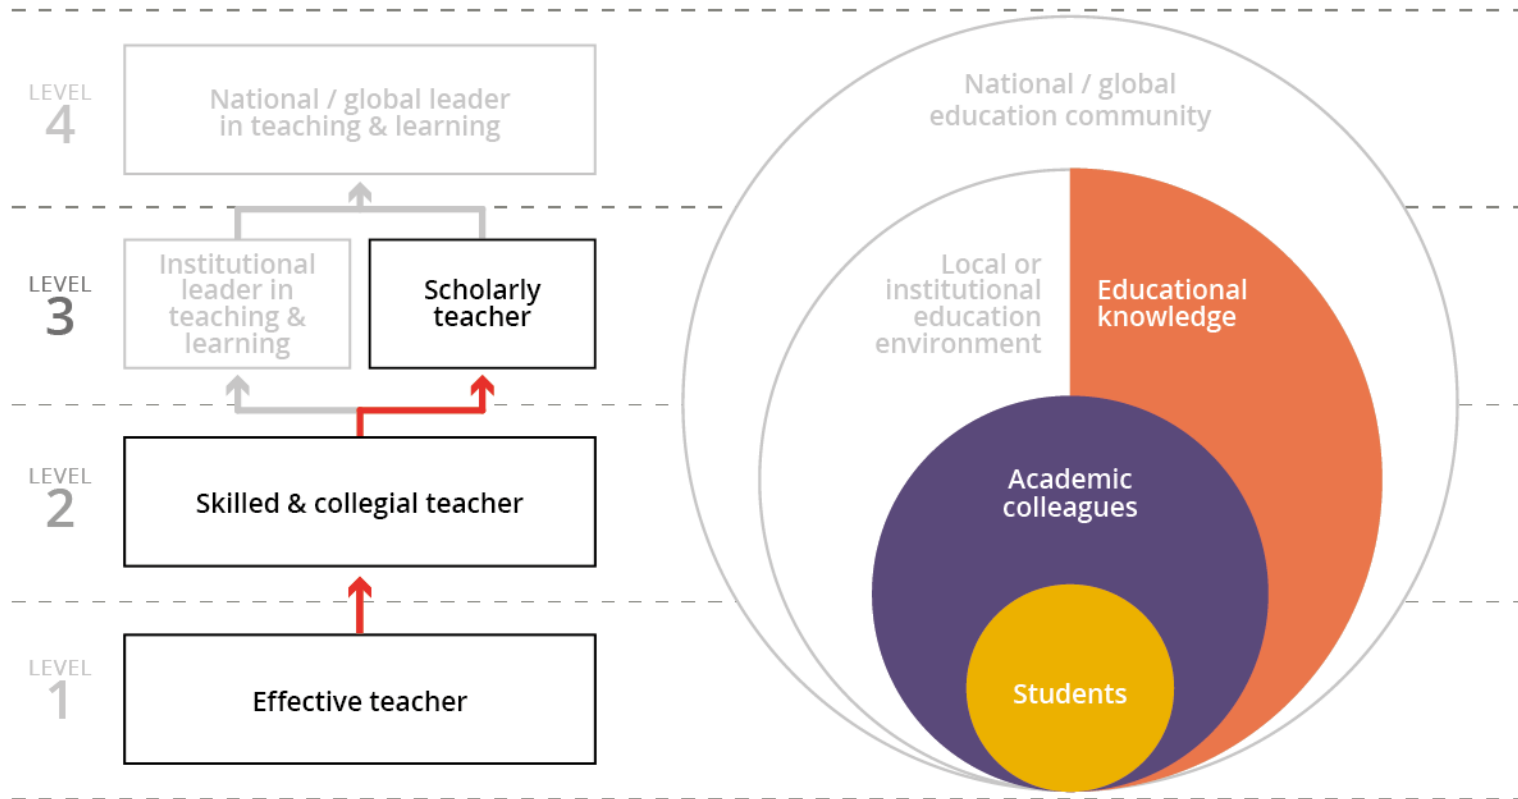 LEVEL
4
National / global leader
in teaching & learning
LEVEL
3
Institutional
leader in
teaching &
learning
Scholarly
teacher
LEVEL
2
Skilled & collegial teacher
LEVEL
1
Effective teacher
National / global
education community
Local or
institutional
education
environment
Educational
knowledge
Academic
colleagues
Students